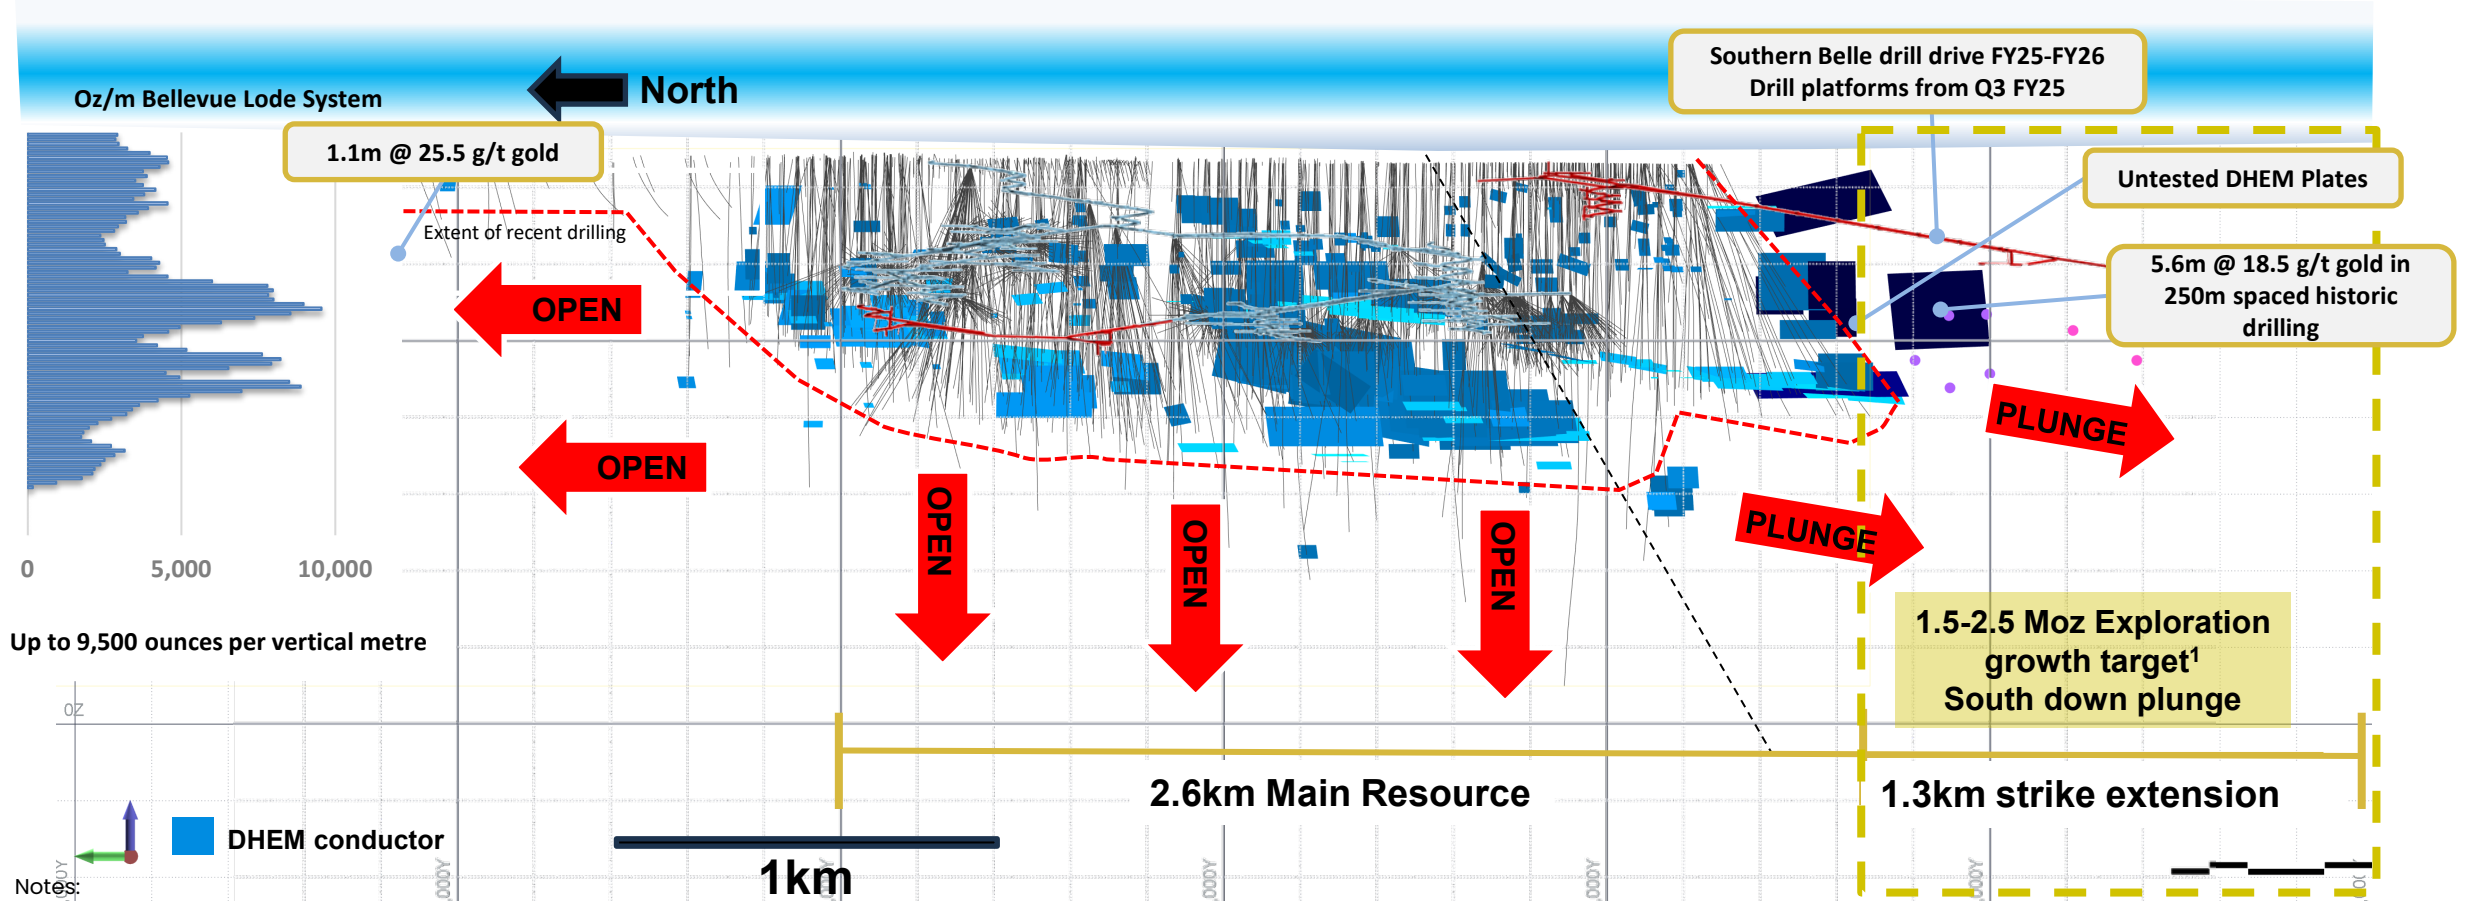 Southern Belle drill drive FY25-FY26
Drill platforms from Q3 FY25
North
Oz/m Bellevue Lode System
1.1m @ 25.5 g/t gold
Untested DHEM Plates
Extent of recent drilling
5.6m @ 18.5 g/t gold in
250m spaced historic
drilling
OPEN
OPEN
OPEN
OPEN
OPEN
PLUNGE
PLUNGE
0
5,000
10,000
Up to 9,500 ounces per vertical metre
1.5-2.5 Moz Exploration
growth target¹
South down plunge
0Z
2.6km Main Resource
1.3km strike extension
DHEM conductor
1km
Notes: